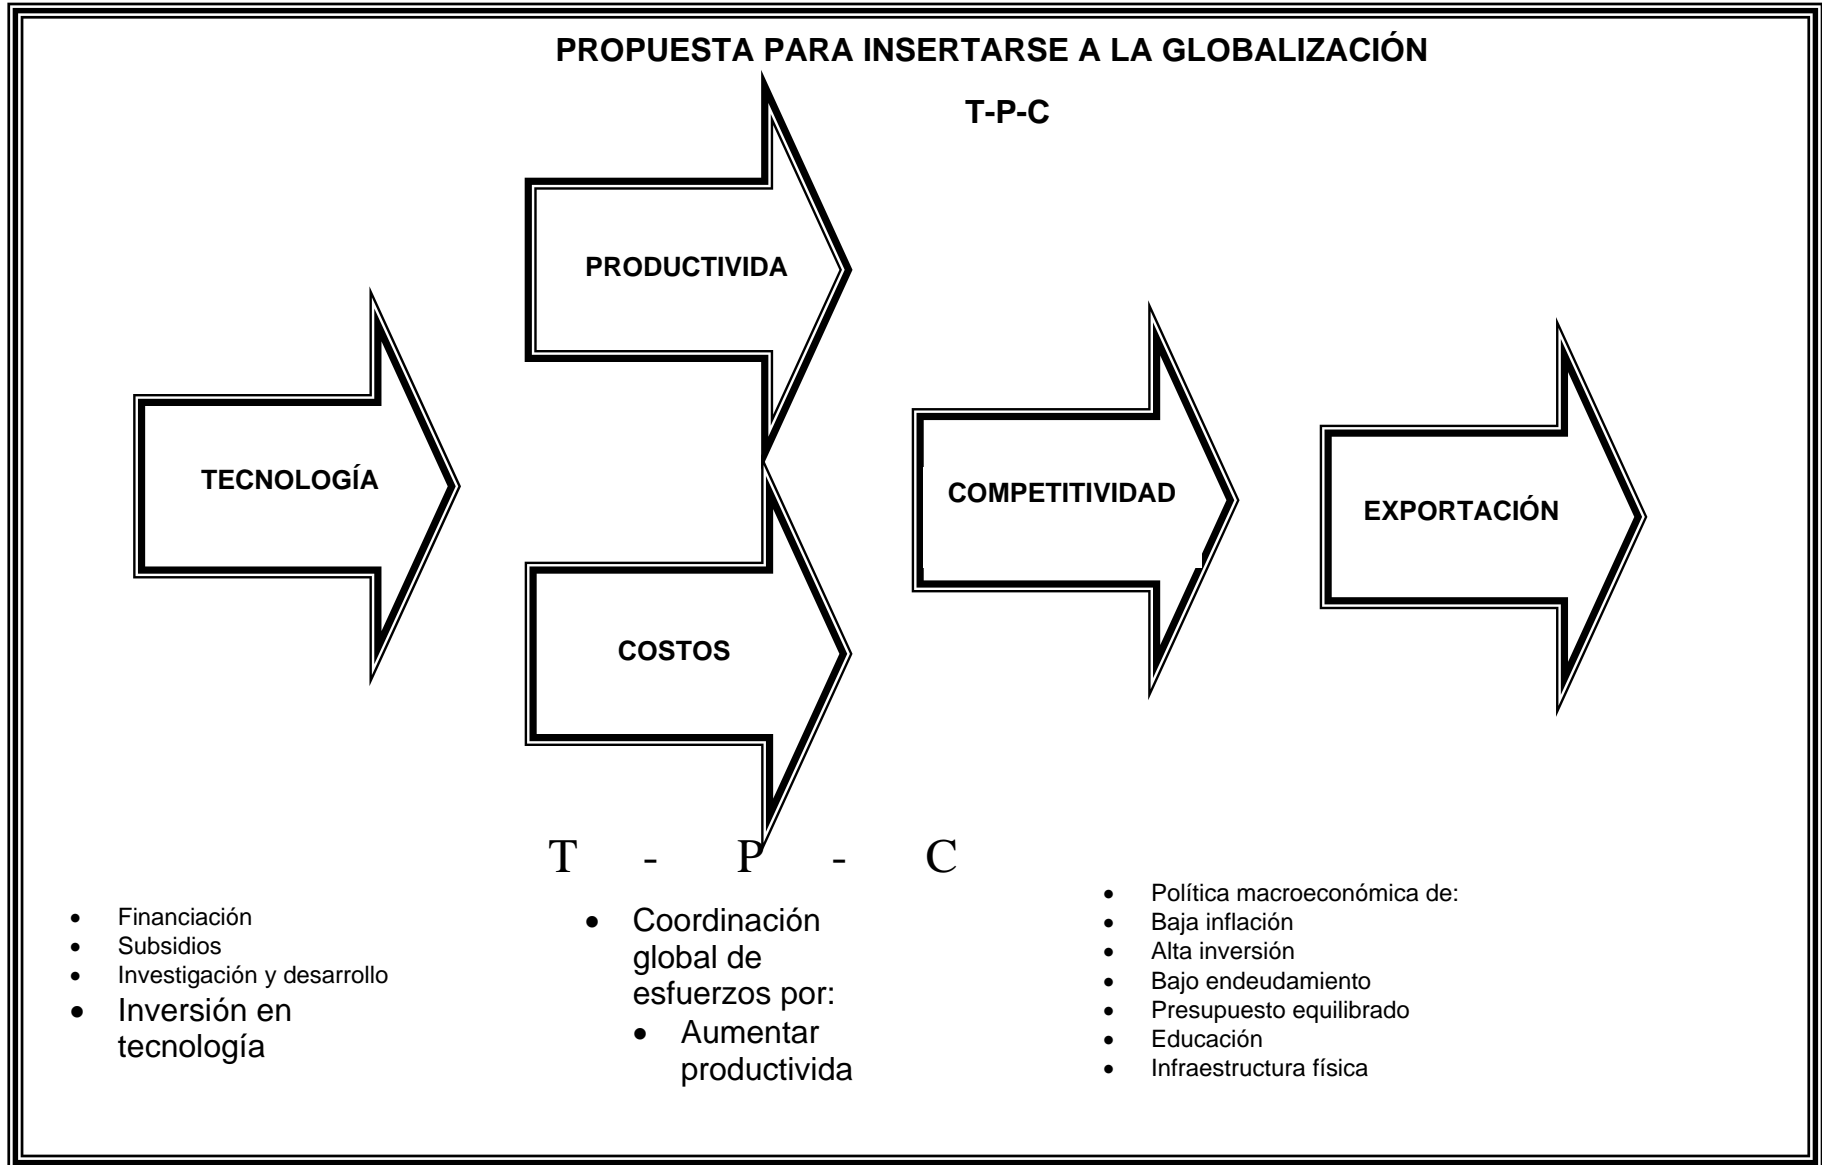 PROPUESTA PARA INSERTARSE A LA GLOBALIZACIÓN
T-P-C
PRODUCTIVIDA
TECNOLOGÍA
COMPETITIVIDAD
EXPORTACIÓN
COSTOS
T - P - C
• Financiación
• Subsidios
• Investigación y desarrollo
• Inversión en
tecnología
• Coordinación
global de
esfuerzos por:
• Aumentar
productivida
• Política macroeconómica de:
• Baja inflación
• Alta inversión
• Bajo endeudamiento
• Presupuesto equilibrado
• Educación
• Infraestructura física